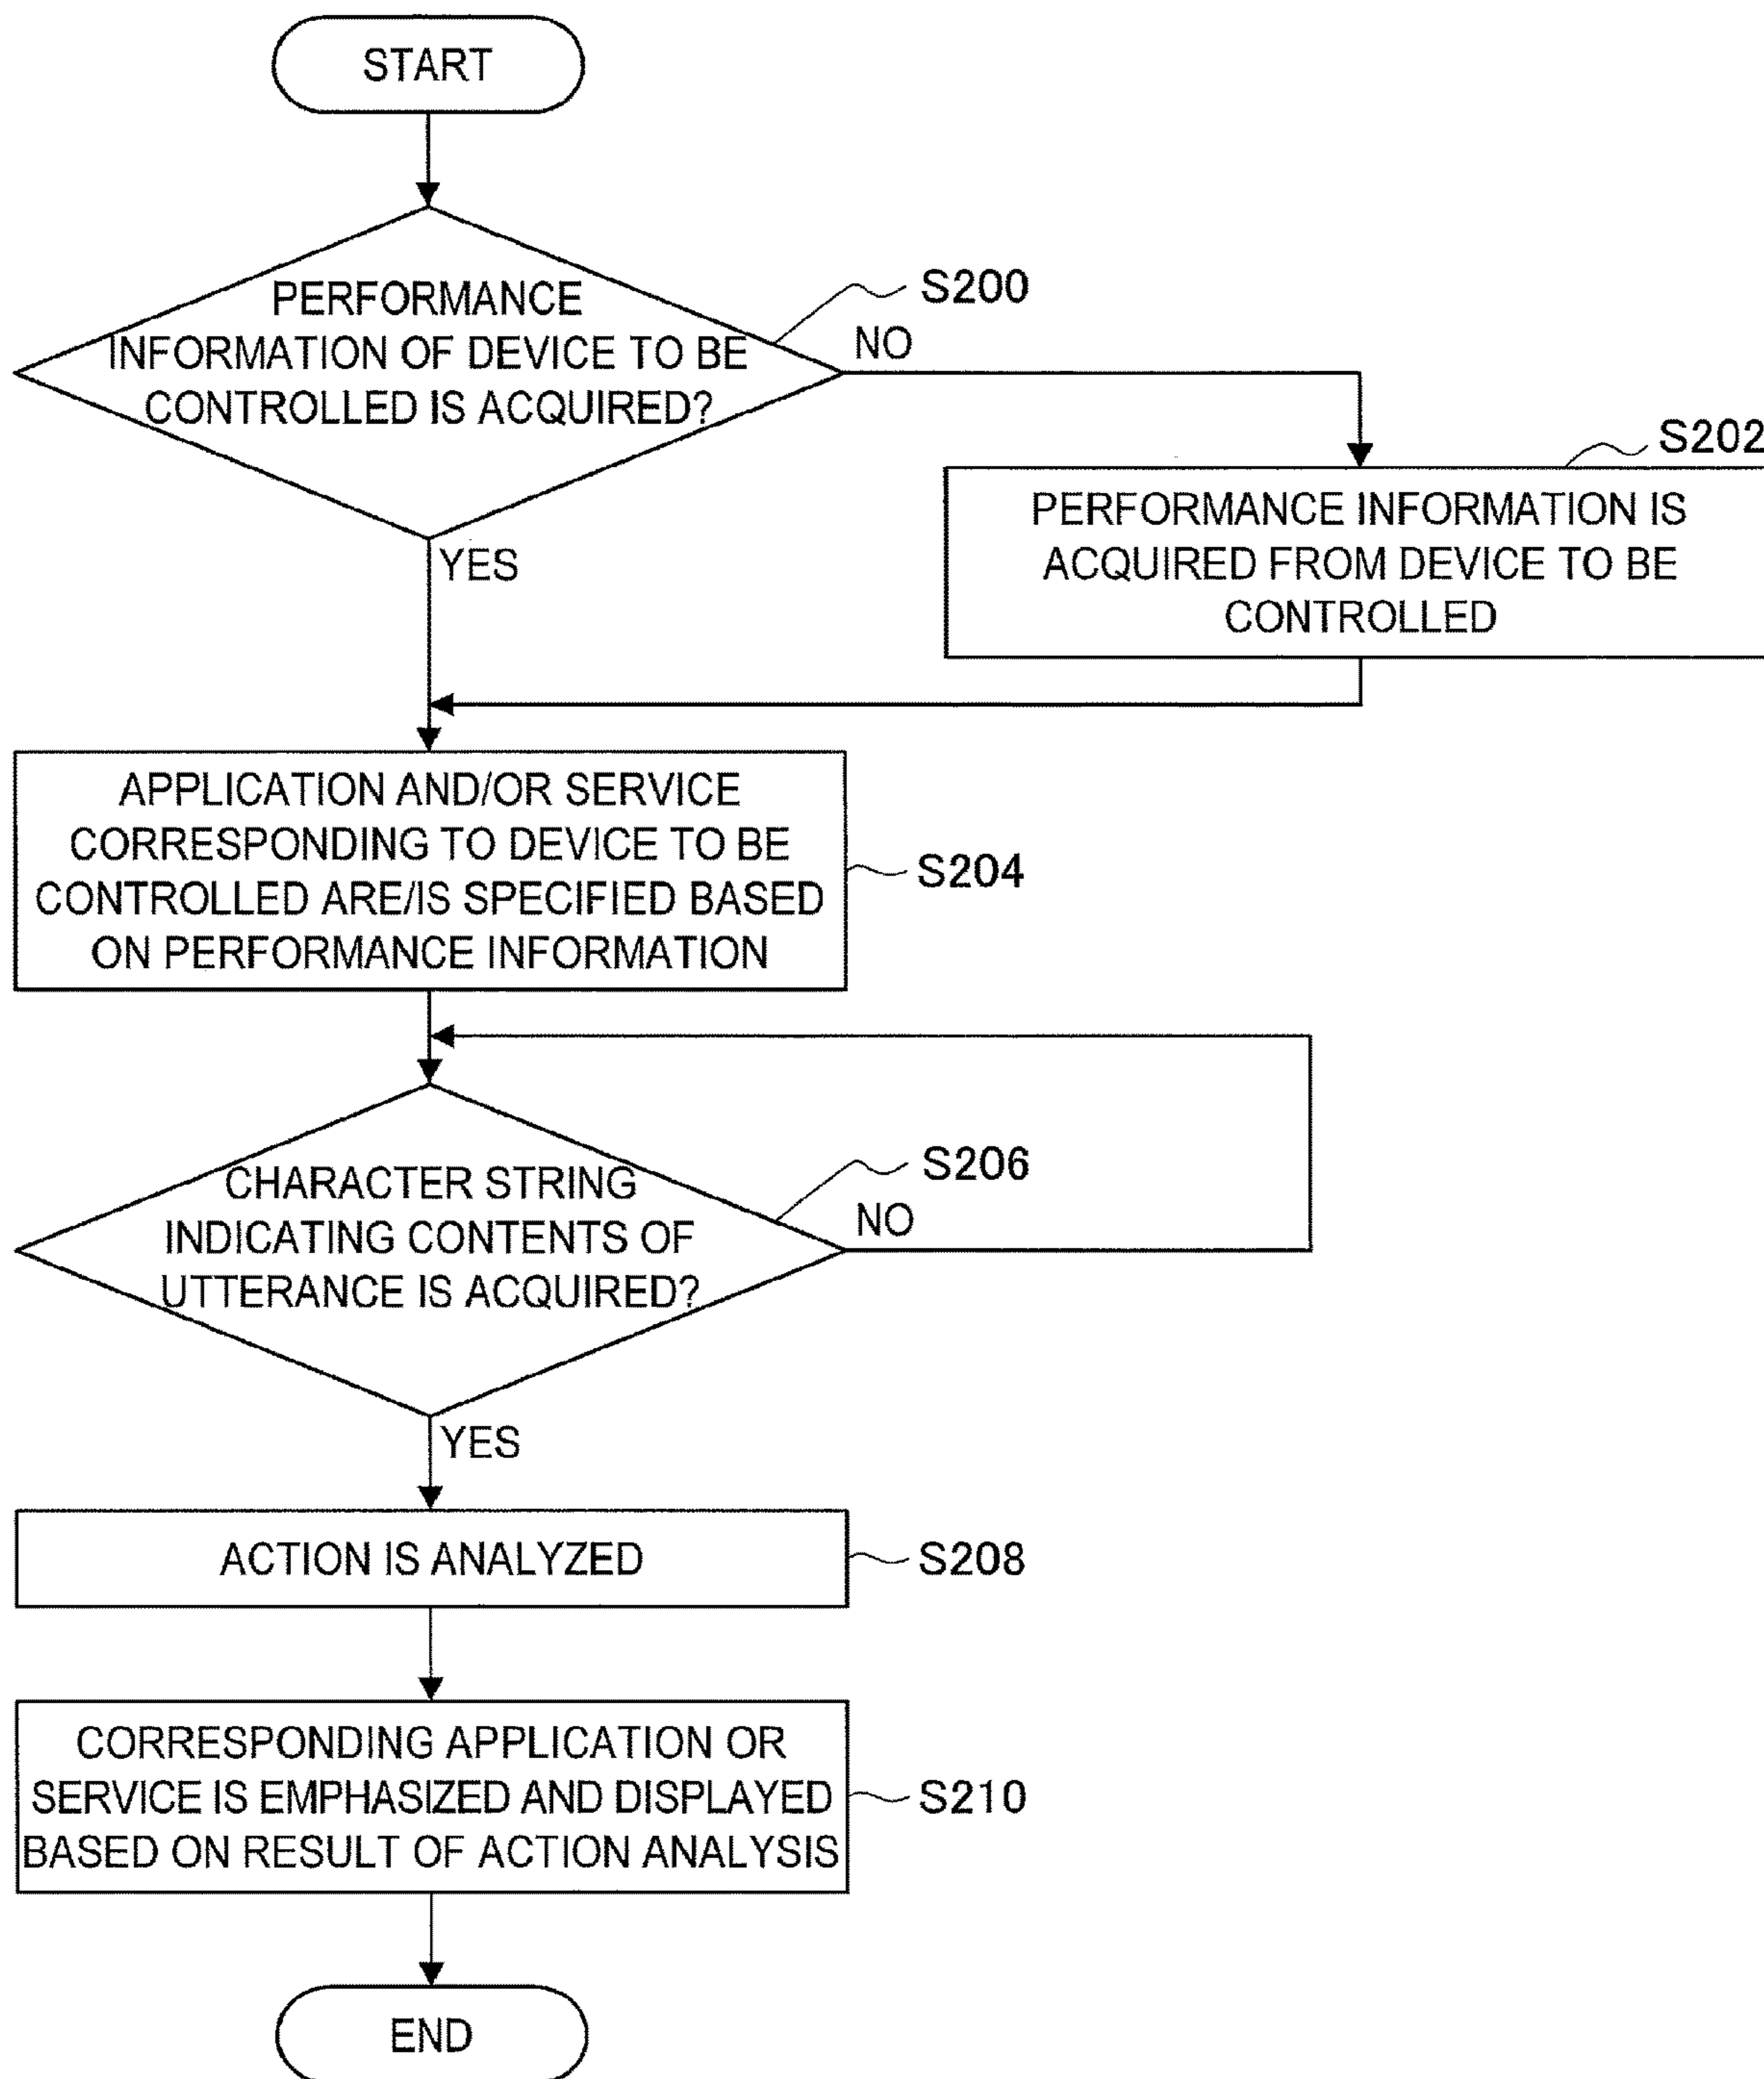 START
PERFORMANCE
INFORMATION OF DEVICE TO BE
CONTROLLED IS ACQUIRED?
S200
NO
YES
S202
PERFORMANCE INFORMATION IS
ACQUIRED FROM DEVICE TO BE
CONTROLLED
APPLICATION AND/OR SERVICE
CORRESPONDING TO DEVICE TO BE
CONTROLLED ARE/IS SPECIFIED BASED
ON PERFORMANCE INFORMATION
S204
CHARACTER STRING
INDICATING CONTENTS OF
UTTERANCE IS ACQUIRED?
S206
NO
YES
ACTION IS ANALYZED
S208
CORRESPONDING APPLICATION OR
SERVICE IS EMPHASIZED AND DISPLAYED
BASED ON RESULT OF ACTION ANALYSIS
S210
END